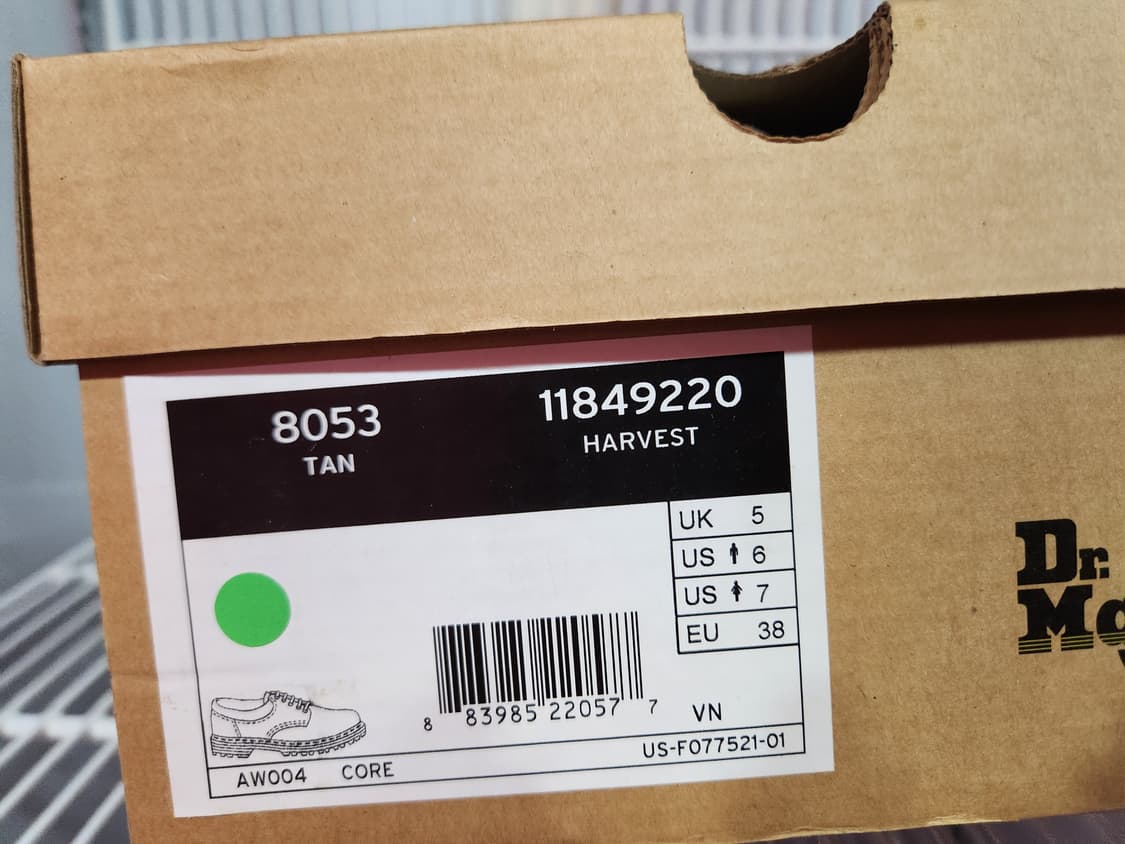 8053
TAN
11849220
HARVEST
UK 5
US 6
US 7
EU 38
8 83985 22057 7
VN
US-F077521-01
AW004 CORE
Dr.